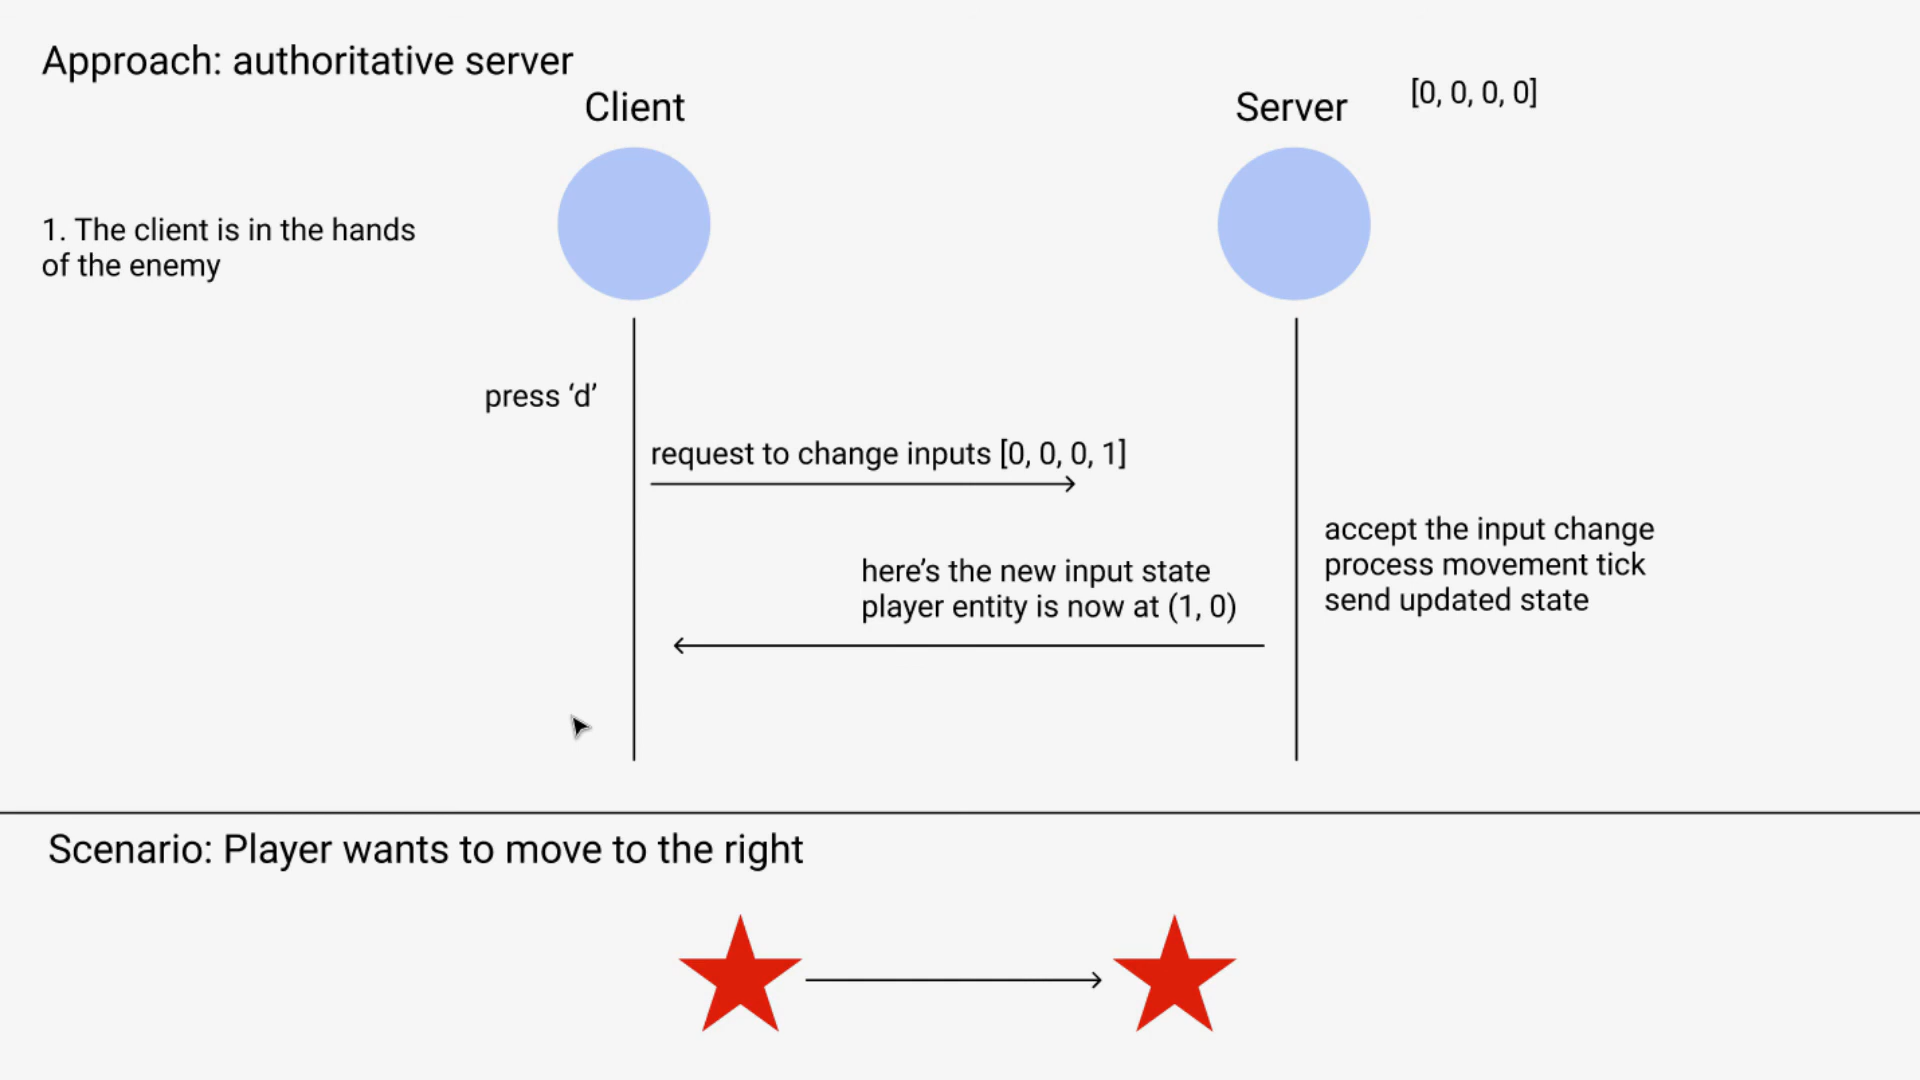 Approach: authoritative server
Client
Server
[0, 0, 0, 0]
1. The client is in the hands
of the enemy
press ‘d’
request to change inputs [0, 0, 0, 1]
accept the input change
process movement tick
send updated state
here’s the new input state
player entity is now at (1, 0)
Scenario: Player wants to move to the right